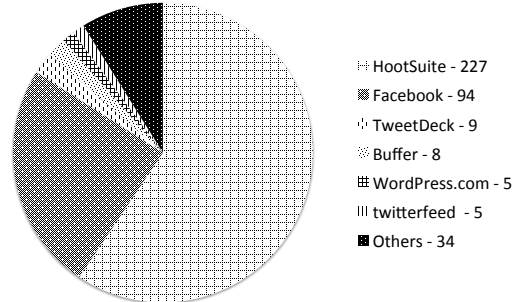 HootSuite - 227
Facebook - 94
TweetDeck - 9
Buffer - 8
WordPress.com - 5
twitterfeed - 5
Others - 34